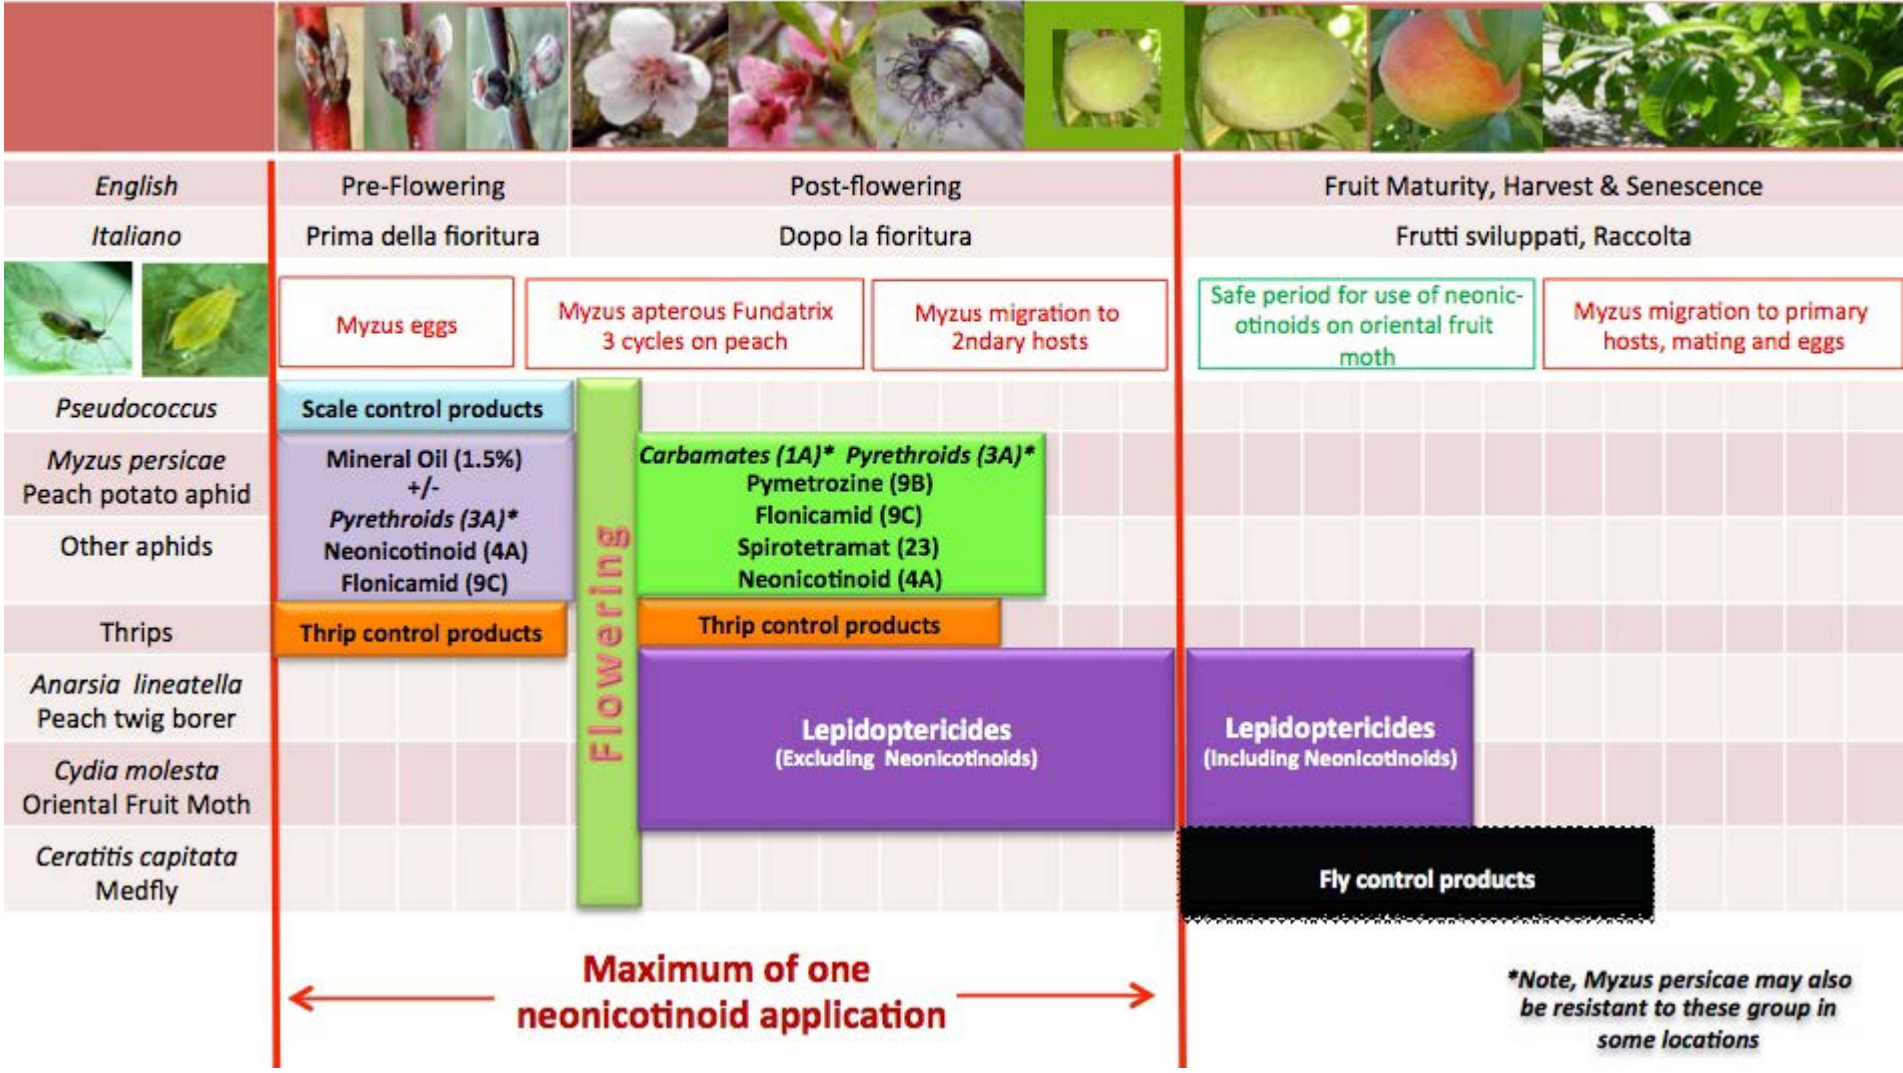 English
Pre-Flowering
Post-flowering
Fruit Maturity, Harvest & Senescence
Italiano
Prima della fioritura
Dopo la fioritura
Frutti sviluppati, Raccolta
Myzus eggs
Myzus apterous Fundatrix
3 cycles on peach
Myzus migration to
2ndary hosts
Safe period for use of neonic-
otinoids on oriental fruit
moth
Myzus migration to primary
hosts, mating and eggs
Pseudococcus
Scale control products
Myzus persicae
Peach potato aphid
Other aphids
Mineral Oil (1.5%)
+/-
Pyrethroids (3A)*
Neonicotinoid (4A)
Flonicamid (9C)
Flowering
Carbamates (1A)* Pyrethroids (3A)*
Pymetrozine (9B)
Flonicamid (9C)
Spirotetramat (23)
Neonicotinoid (4A)
Thrips
Thrip control products
Thrip control products
Anarsia lineatella
Peach twig borer
Cydia molesta
Oriental Fruit Moth
Lepidoptericides
(Excluding Neonicotinoids)
Lepidoptericides
(Including Neonicotinoids)
Ceratitis capitata
Medfly
Fly control products
Maximum of one
neonicotinoid application
*Note, Myzus persicae may also
be resistant to these group in
some locations